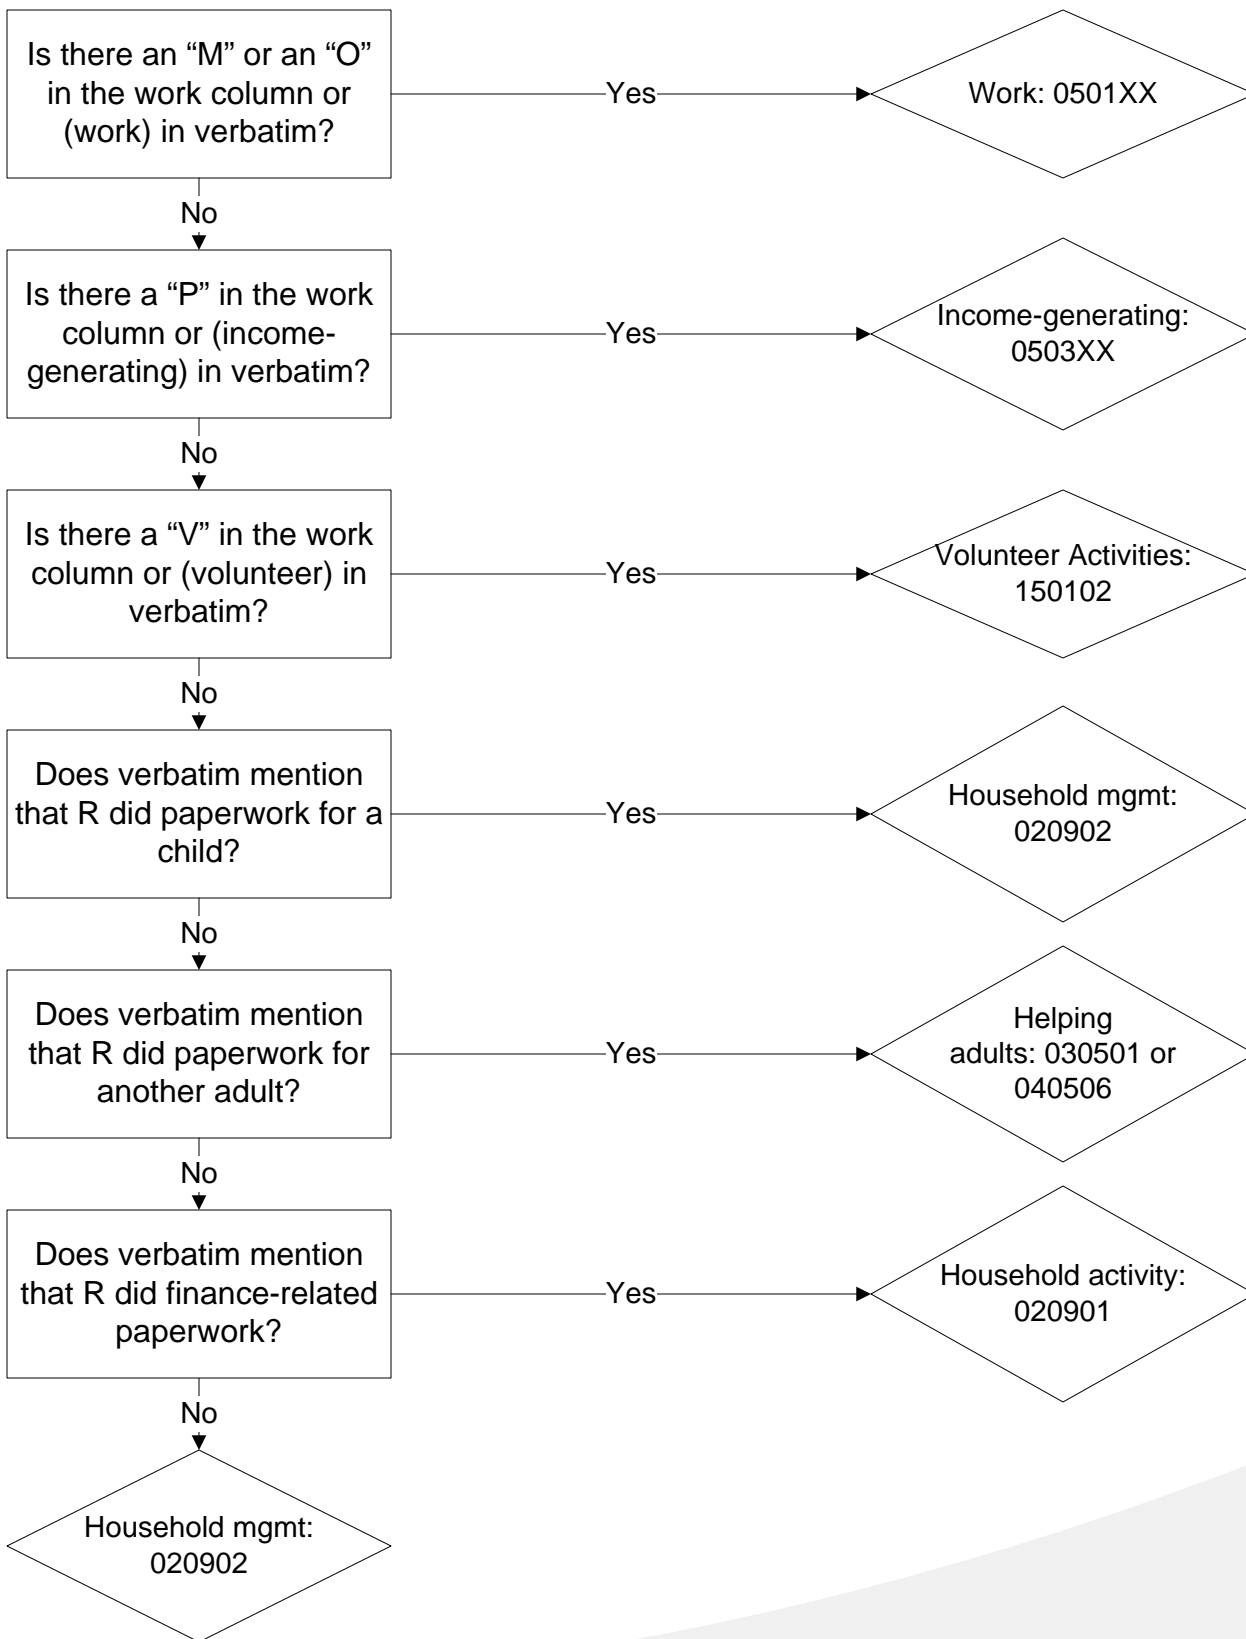 Is there an “M” or an “O”
in the work column or
(work) in verbatim?
Yes
Work: 0501XX
No
Is there a “P” in the work
column or (income-
generating) in verbatim?
Yes
Income-generating:
0503XX
No
Is there a “V” in the work
column or (volunteer) in
verbatim?
Yes
Volunteer Activities:
150102
No
Does verbatim mention
that R did paperwork for a
child?
Yes
Household mgmt:
020902
No
Does verbatim mention
that R did paperwork for
another adult?
Yes
Helping
adults: 030501 or
040506
No
Does verbatim mention
that R did finance-related
paperwork?
Yes
Household activity:
020901
No
Household mgmt:
020902